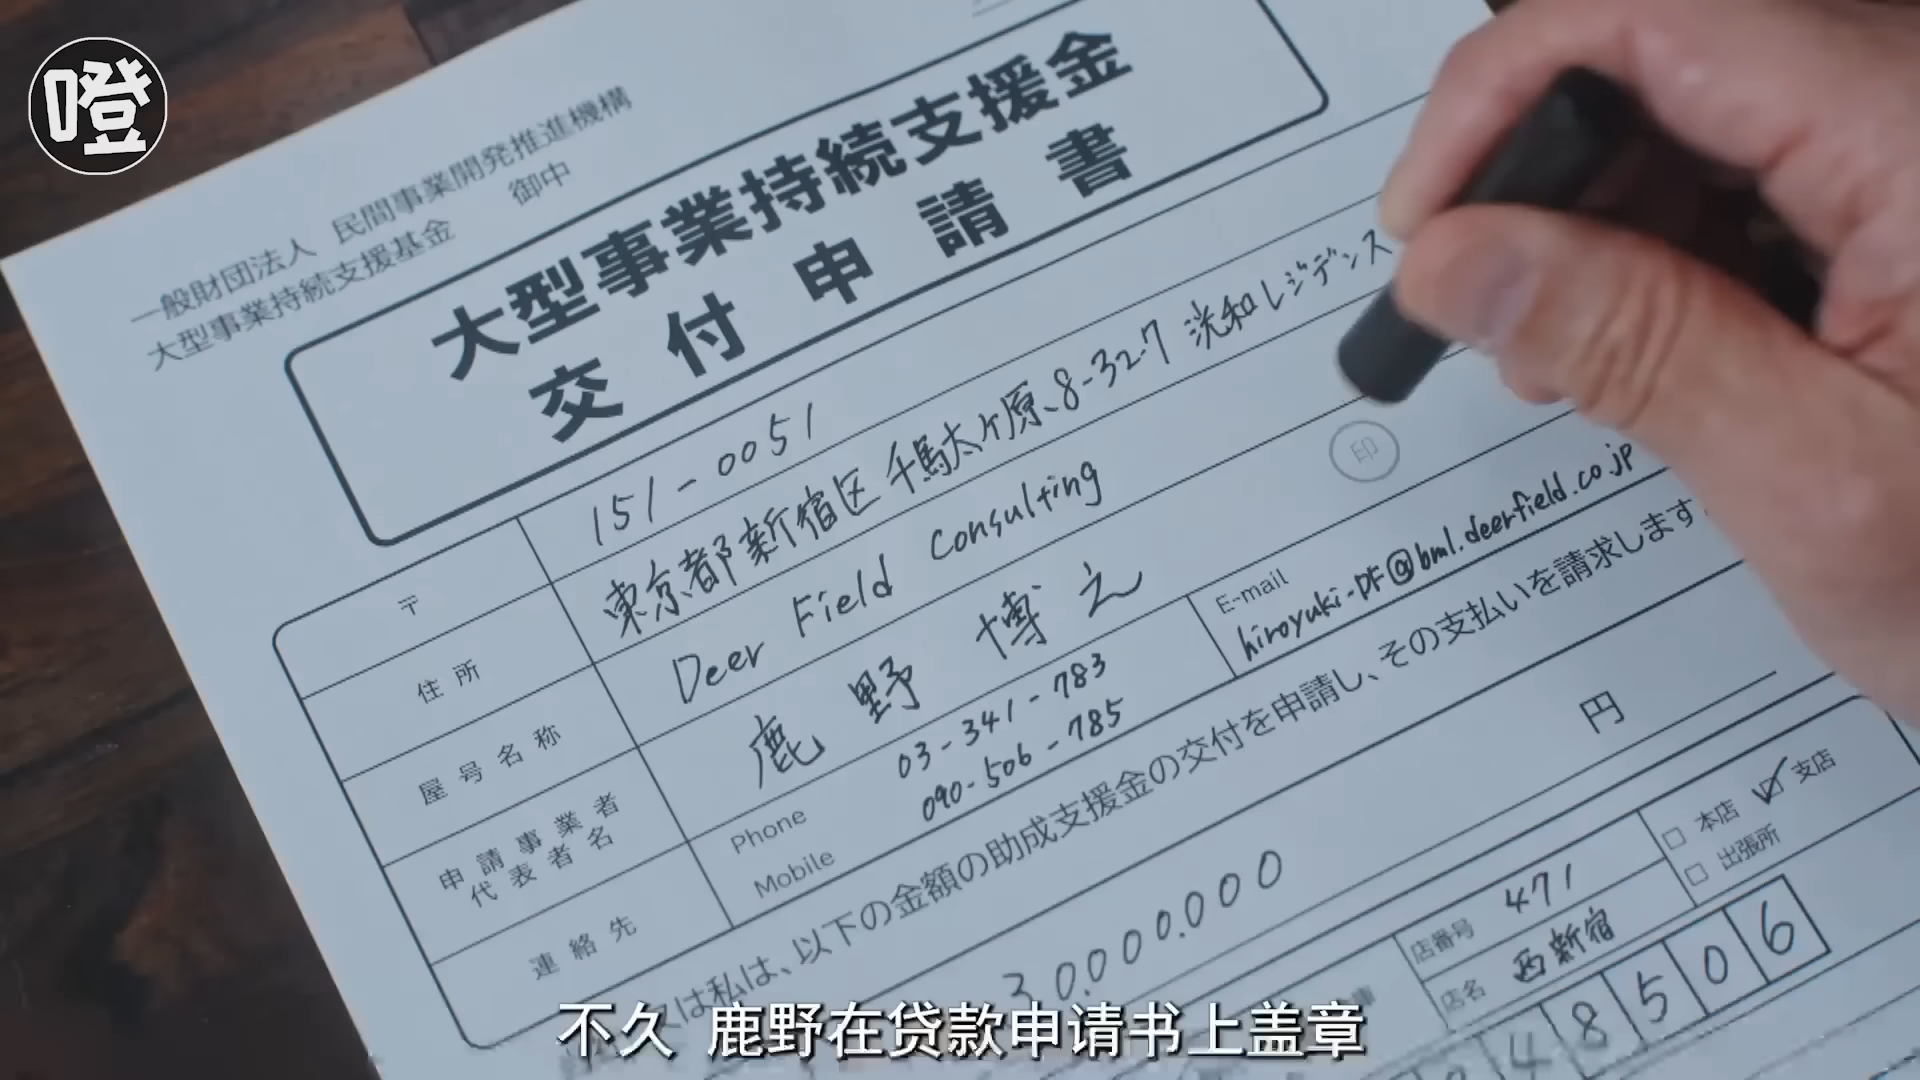 噔
一般財団法人 民間事業開発推進機構
大型事業持続支援基金 御中
大型事業持続支援金
交付申請書
〒 151-0051
住所 東京都新宿区千駄ヶ原、8-32-7 洗和レジデンス
屋号名称 Deer Field Consulting
印
申請事業者
代表者名
鹿野 博之
連絡先
Phone 03-341-783
Mobile 090-506-785
E-mail
hiroyuki-DF@bml.deerfield.co.jp
は私は、以下の金額の助成支援金の交付を申請し、その支払いを請求します。
30.000.000 円
店番号 471
店名 西新宿
本店
支店
出張所
48506
不久 鹿野在贷款申请书上盖章